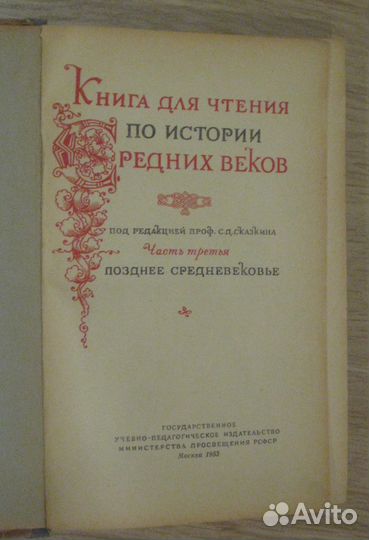 Книга для чтения
по истории
Средних веков
под редакцией проф. С.Д.Сказкина
Часть третья
Позднее средневековье
Государственное
учебно-педагогическое издательство
Министерства просвещения РСФСР
Москва 1953
Avito